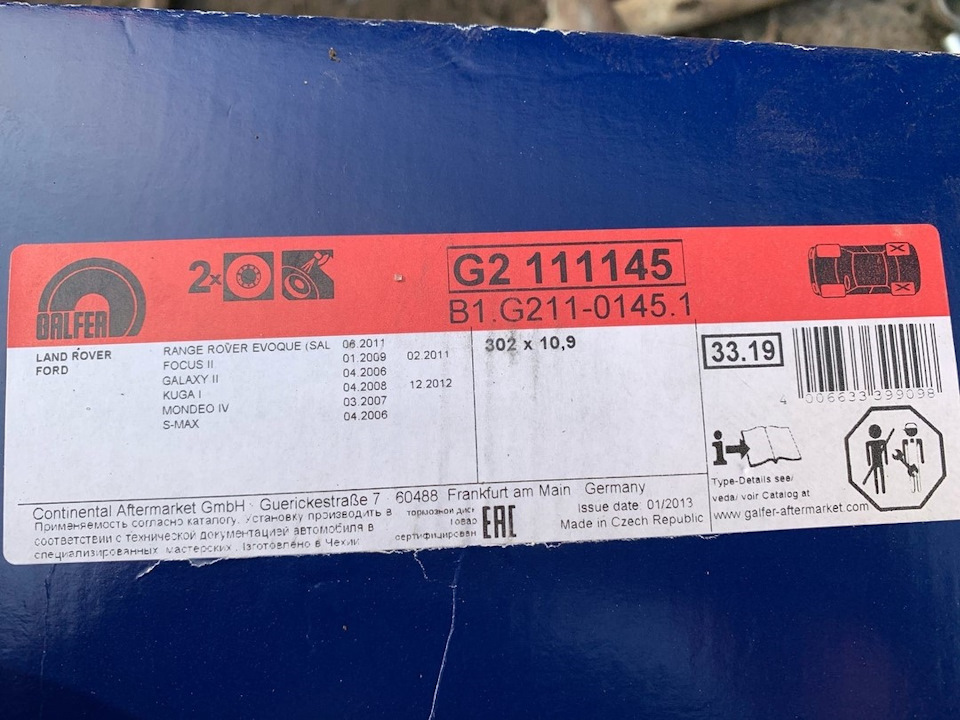 2x
G2 111145
B1.G211-0145.1
GALFER
LAND ROVER
FORD
RANGE ROVER EVOQUE (SAL 06.2011
FOCUS II 01.2009 02.2011
GALAXY II 04.2006
KUGA I 04.2008 12.2012
MONDEO IV 03.2007
S-MAX 04.2006
302 x 10,9
33.19
4 006633 399098
i
Type-Details see/
veda/ voir Catalog at
www.galfer-aftermarket.com
Continental Aftermarket GmbH · Guerickestraße 7 · 60488 Frankfurt am Main Germany
Применяемость согласно каталогу. Установку производить в
соответствии с технической документацией автомобиля в
специализированных мастерских. Изготовлено в Чехии
тормозной диск
товар
сертифицирован
EAC
Issue date: 01/2013
Made in Czech Republic